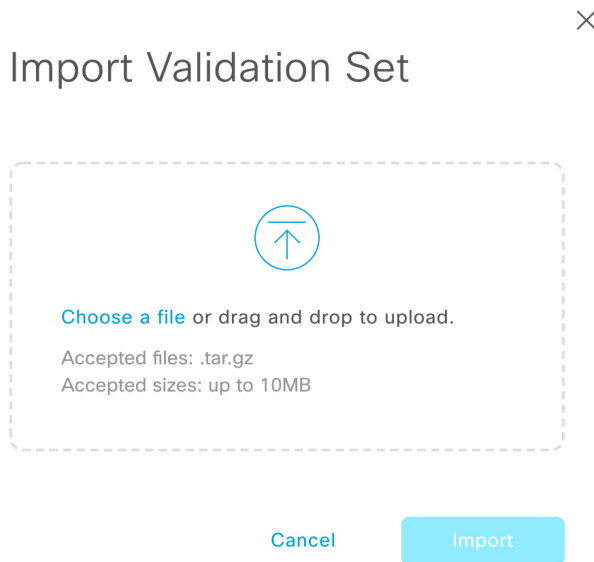 Import Validation Set
Choose a file or drag and drop to upload.
Accepted files: .tar.gz
Accepted sizes: up to 10MB
Cancel
Import